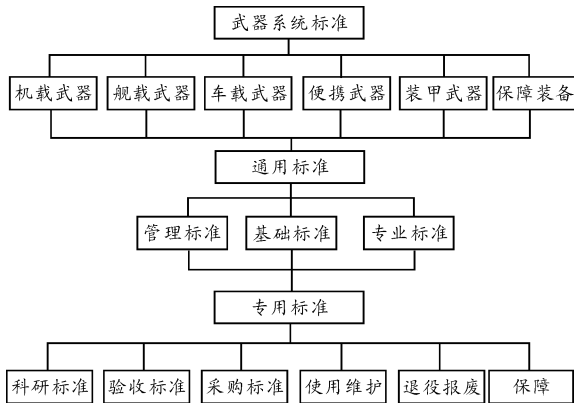 武器系统标准
机载武器 舰载武器 车载武器 便携武器 装甲武器 保障装备
通用标准
管理标准 基础标准 专业标准
专用标准
科研标准 验收标准 采购标准 使用维护 退役报废 保障